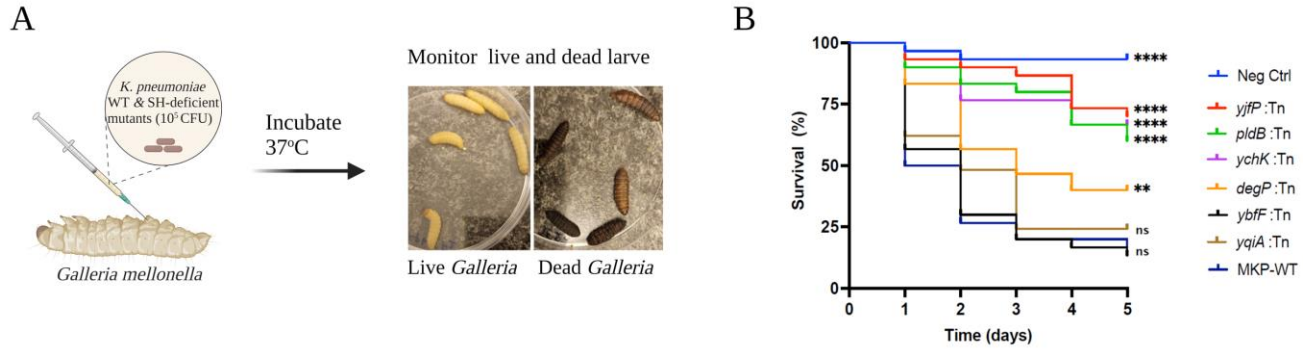 A
K. pneumoniae
WT & SH-deficient
mutants (10⁵ CFU)
Galleria mellonella
Incubate
37°C
Monitor live and dead larve
Live Galleria
Dead Galleria
B
Survival (%)
100
75
50
25
0
0 1 2 3 4 5
Time (days)
****
****
****
****
**
ns
ns
Neg Ctrl
yjfP :Tn
pldB :Tn
ychK :Tn
degP :Tn
ybfF :Tn
yqiA :Tn
MKP-WT